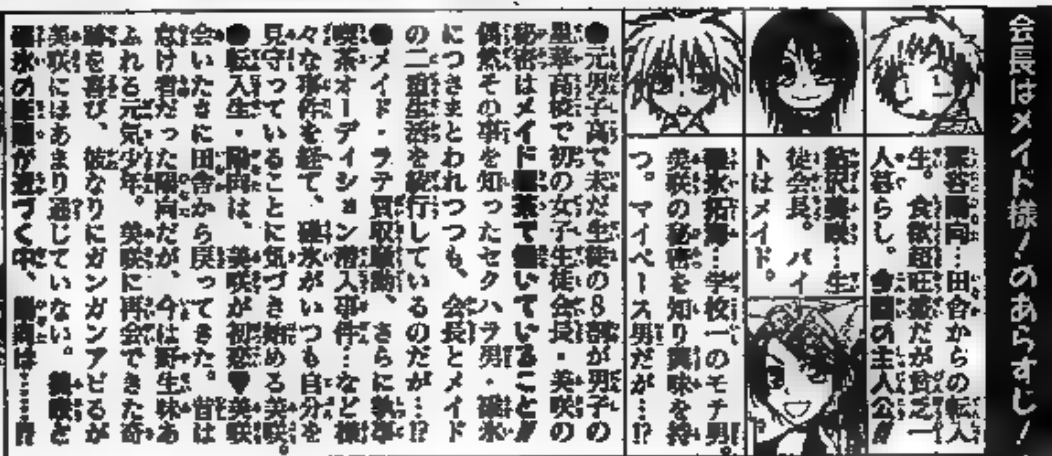 会長はメイド様!のあらすじ!
深谷陽向…田舎からの転入
生。食欲超旺盛だが貧乏一
人暮らし。今回の主人公!!
鮎沢美咲…生
徒会長。バイ
トはメイド。
碓氷拓海…学校一のモテ男。
美咲の秘密を知り興味を持
つ。マイペース男だが…!?
●元男子高で未だ生徒の8割が男子の
星華高校で初の女子生徒会長・美咲の
秘密はメイド喫茶で働いていること!!
偶然その事を知ったセクハラ男・碓氷
につきまとわれつつも、会長とメイド
の二重生活を続行しているのだが…!?
●メイド・ラテ買収騒動、さらに執事
喫茶オーディション潜入事件…など様
々な事件を経て、碓氷がいつも自分を
見守っていることに気づき始める美咲。
●転入生・陽向は、美咲が初恋♥美咲
会いたさに田舎から戻ってきた。昔は
怠け者だった陽向だが、今は野生味あ
ふれる元気少年。美咲に再会できた奇
跡を喜び、彼なりにガンガンアピるが
美咲にはあまり通じていない。美咲と
碓氷の距離が近づく中、陽向は……!?